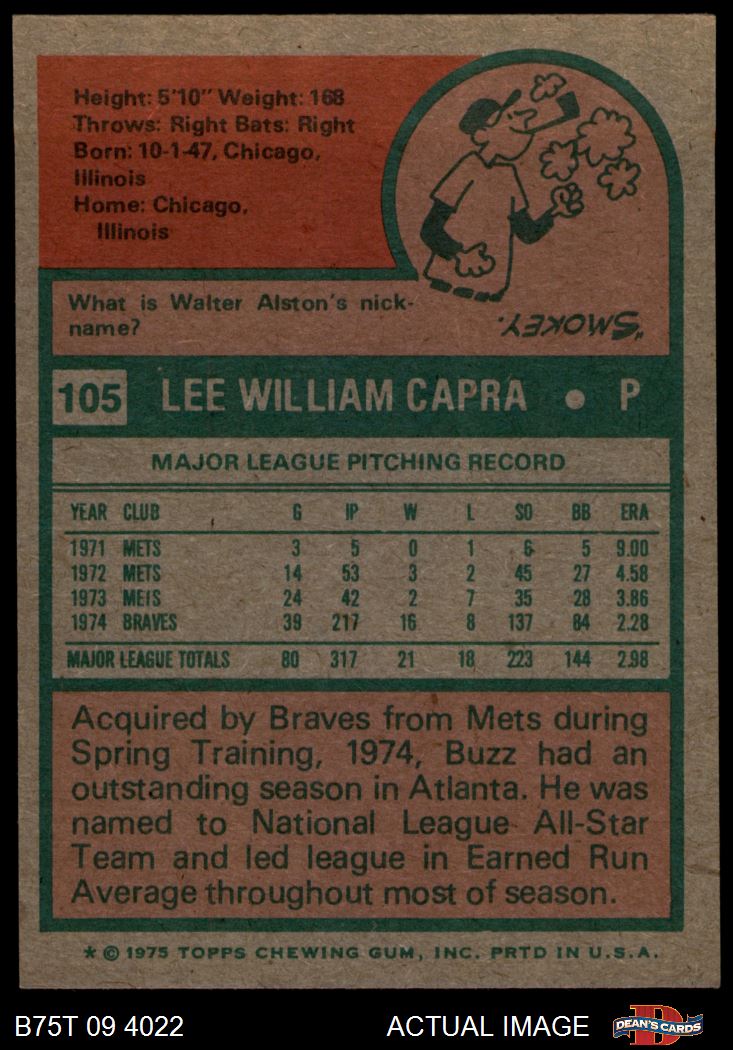 Height: 5'10" Weight: 168
Throws: Right Bats: Right
Born: 10-1-47, Chicago,
Illinois
Home: Chicago,
Illinois
What is Walter Alston's nick-
name?
"SMOKEY.
105 LEE WILLIAM CAPRA • P
MAJOR LEAGUE PITCHING RECORD
YEAR CLUB G IP W L SO BB ERA
1971 METS 3 5 0 1 6 5 9.00
1972 METS 14 53 3 2 45 27 4.58
1973 METS 24 42 2 7 35 28 3.86
1974 BRAVES 39 217 16 8 137 84 2.28
MAJOR LEAGUE TOTALS 80 317 21 18 223 144 2.98
Acquired by Braves from Mets during
Spring Training, 1974, Buzz had an
outstanding season in Atlanta. He was
named to National League All-Star
Team and led league in Earned Run
Average throughout most of season.
* © 1975 TOPPS CHEWING GUM, INC. PRTD IN U.S.A.
B75T 09 4022 ACTUAL IMAGE D DEAN'S CARDS